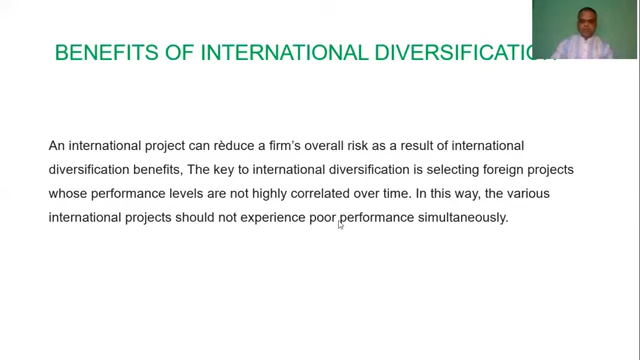 BENEFITS OF INTERNATIONAL DIVERSIFICATION
An international project can rèduce a firm's overall risk as a result of international
diversification benefits, The key to international diversification is selecting foreign projects
whose performance levels are not highly correlated over time. In this way, the various
international projects should not experience poor performance simultaneously.